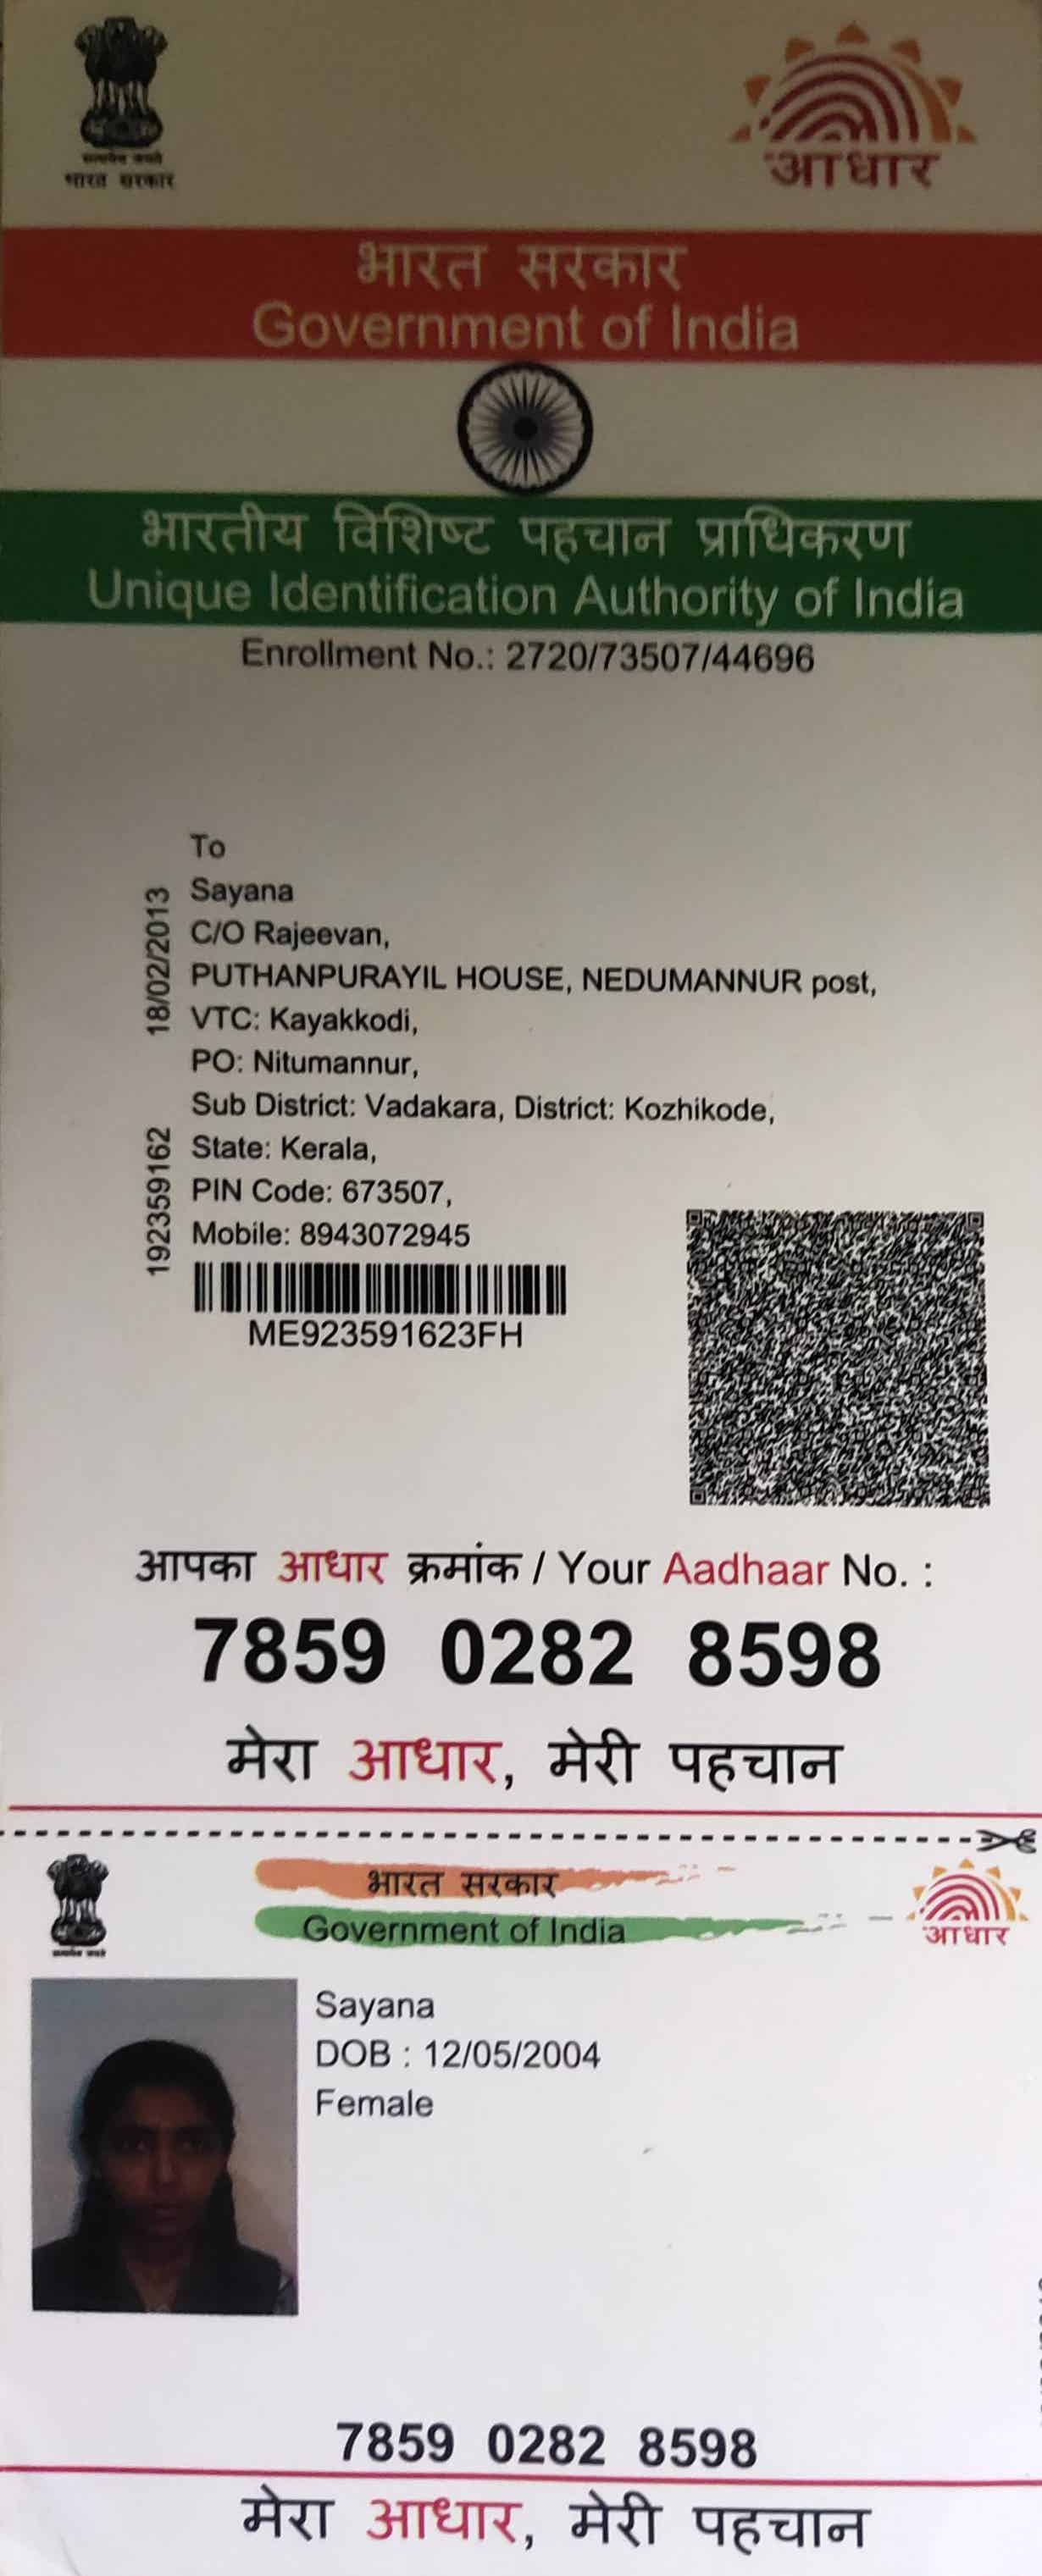 सत्यमेव जयते
भारत सरकार
आधार
भारत सरकार
Government of India
भारतीय विशिष्ट पहचान प्राधिकरण
Unique Identification Authority of India
Enrollment No.: 2720/73507/44696
To
Sayana
C/O Rajeevan,
PUTHANPURAYIL HOUSE, NEDUMANNUR post,
VTC: Kayakkodi,
PO: Nitumannur,
Sub District: Vadakara, District: Kozhikode,
State: Kerala,
PIN Code: 673507,
Mobile: 8943072945
18/02/2013
192359162
ME923591623FH
आपका आधार क्रमांक / Your Aadhaar No. :
7859 0282 8598
मेरा आधार, मेरी पहचान
सत्यमेव जयते
भारत सरकार
Government of India
आधार
Sayana
DOB : 12/05/2004
Female
7859 0282 8598
मेरा आधार, मेरी पहचान